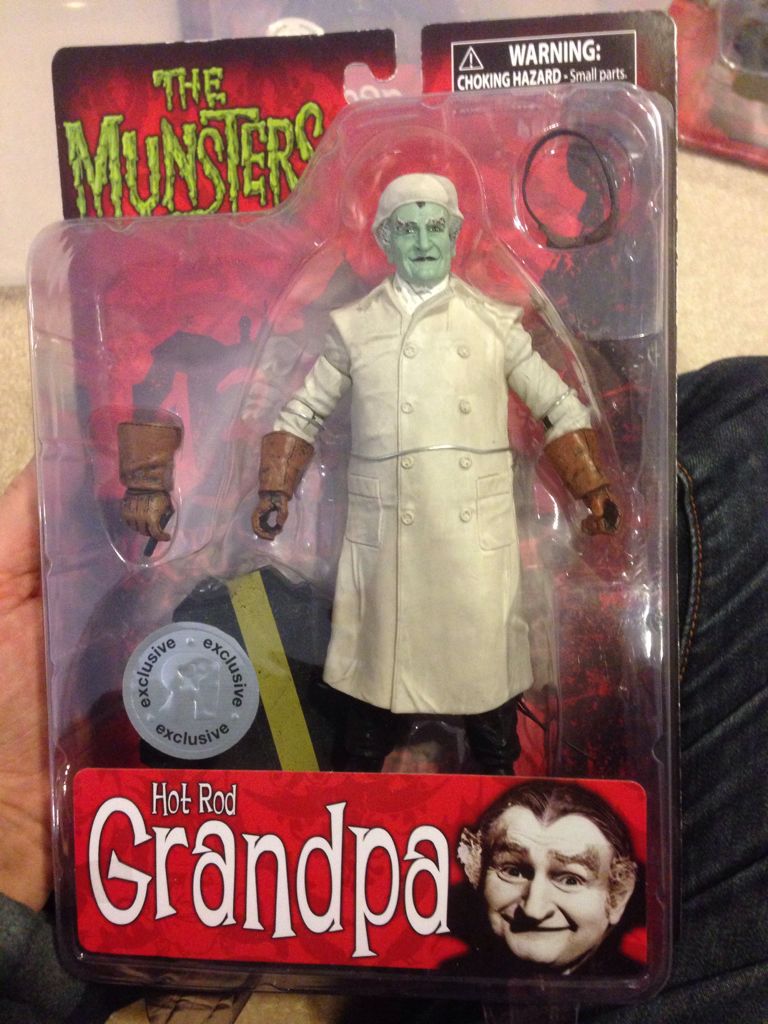 THE
MUNSTERS
WARNING:
CHOKING HAZARD - Small parts.
exclusive
exclusive
exclusive
Hot Rod
Grandpa